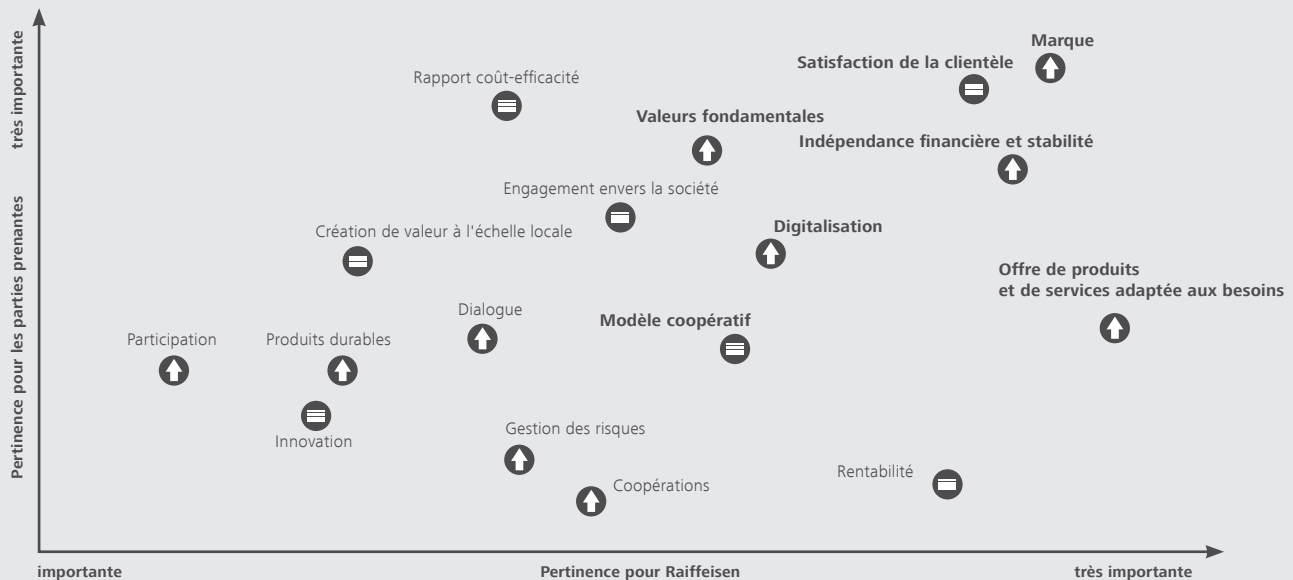 très importante
Pertinence pour les parties prenantes
Marque
Satisfaction de la clientèle
Rapport coût-efficacité
Valeurs fondamentales
Indépendance financière et stabilité
Engagement envers la société
Digitalisation
Création de valeur à l'échelle locale
Offre de produits
et de services adaptée aux besoins
Dialogue
Modèle coopératif
Participation
Produits durables
Innovation
Gestion des risques
Coopérations
Rentabilité
importante
Pertinence pour Raiffeisen
très importante